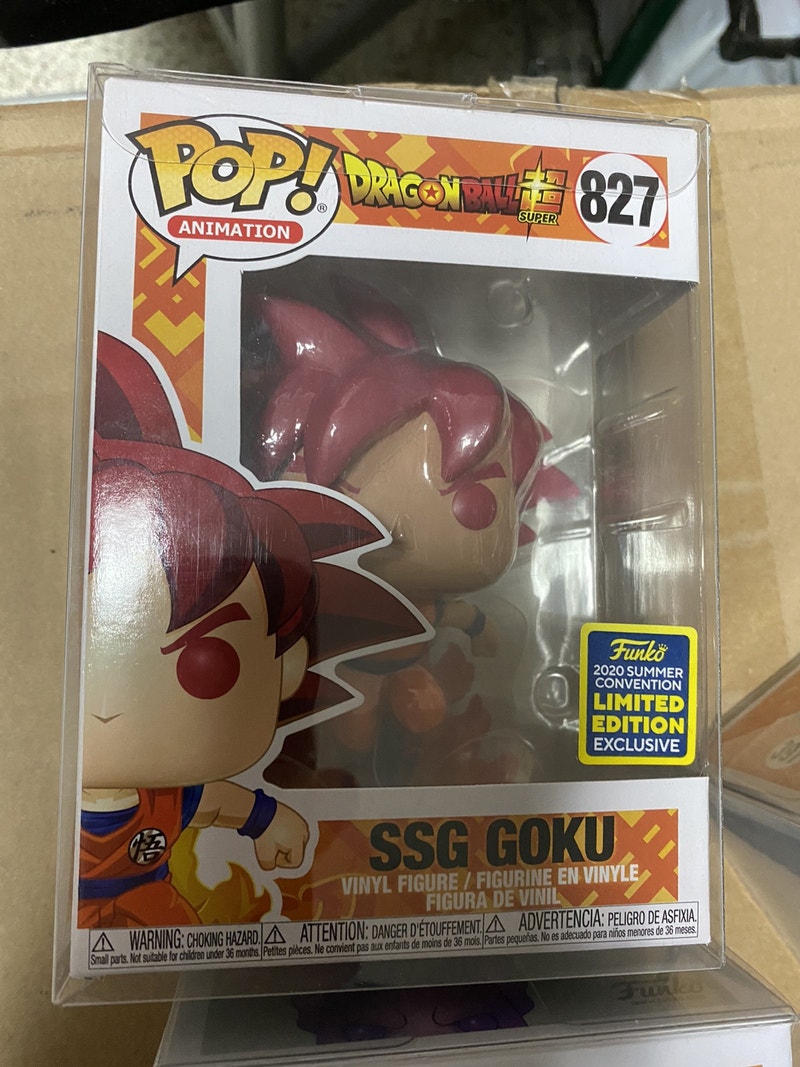 POP!®
ANIMATION
DRAGON BALL 超
SUPER
827
Funko
2020 SUMMER
CONVENTION
LIMITED
EDITION
EXCLUSIVE
悟
SSG GOKU
VINYL FIGURE / FIGURINE EN VINYLE
FIGURA DE VINIL
WARNING: CHOKING HAZARD.
Small parts. Not suitable for children under 36 months.
ATTENTION: DANGER D'ÉTOUFFEMENT.
Petites pièces. Ne convient pas aux enfants de moins de 36 mois.
ADVERTENCIA: PELIGRO DE ASFIXIA.
Partes pequeñas. No es adecuado para niños menores de 36 meses.
Funko